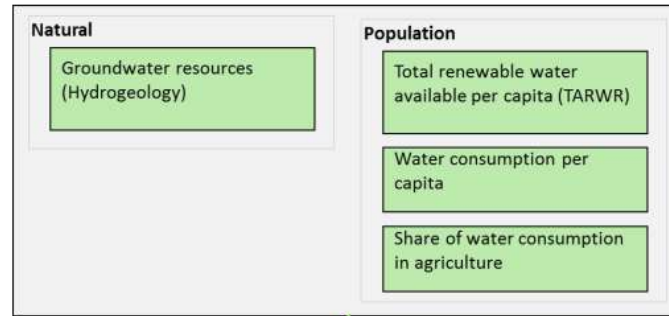 Natural
Groundwater resources
(Hydrogeology)
Population
Total renewable water
available per capita (TARWR)
Water consumption per
capita
Share of water consumption
in agriculture